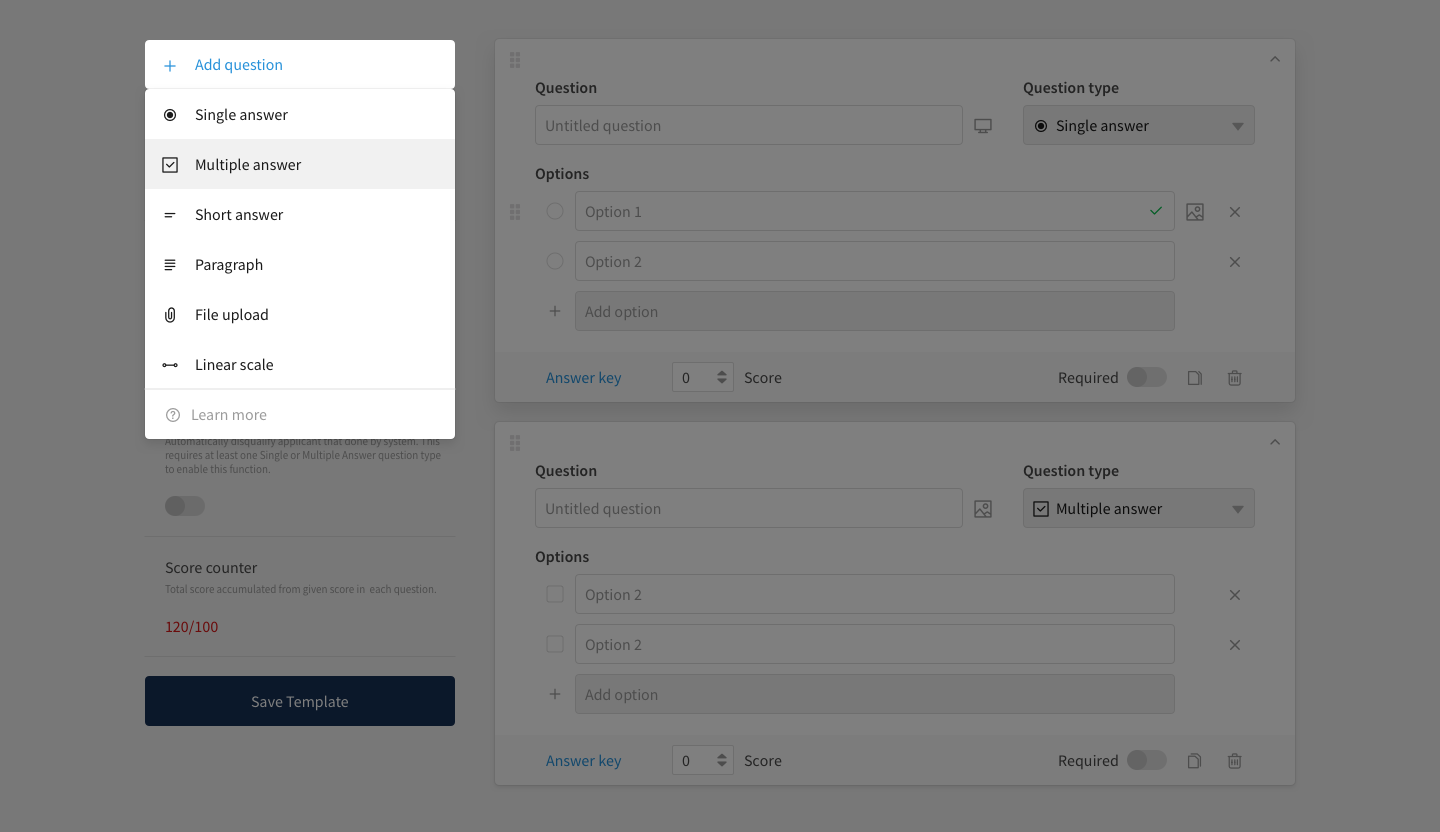 Add question
Single answer
Multiple answer
Short answer
Paragraph
File upload
Linear scale
Learn more
Automatically disqualify applicant that done by system. This
requires at least one Single or Multiple Answer question type
to enable this function.
Score counter
Total score accumulated from given score in each question.
120/100
Save Template
Question
Question type
Untitled question
Single answer
Options
Option 1
Option 2
Add option
Answer key
0
Score
Required
Question
Question type
Untitled question
Multiple answer
Options
Option 2
Option 2
Add option
Answer key
0
Score
Required